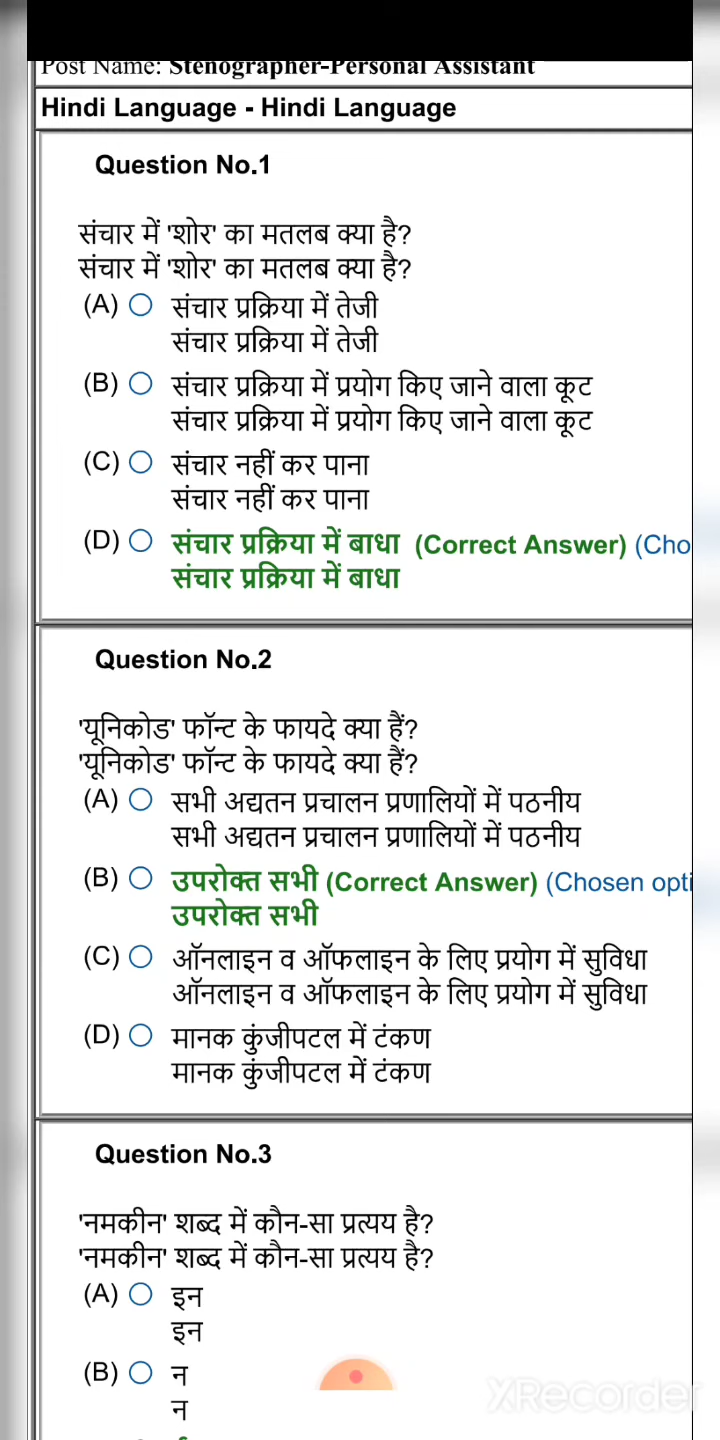 Post Name: Stenographer-Personal Assistant
Hindi Language - Hindi Language
Question No.1
संचार में 'शोर' का मतलब क्या है?
संचार में 'शोर' का मतलब क्या है?
(A) संचार प्रक्रिया में तेजी
संचार प्रक्रिया में तेजी
(B) संचार प्रक्रिया में प्रयोग किए जाने वाला कूट
संचार प्रक्रिया में प्रयोग किए जाने वाला कूट
(C) संचार नहीं कर पाना
संचार नहीं कर पाना
(D) संचार प्रक्रिया में बाधा (Correct Answer) (Cho
संचार प्रक्रिया में बाधा
Question No.2
'यूनिकोड' फॉन्ट के फायदे क्या हैं?
'यूनिकोड' फॉन्ट के फायदे क्या हैं?
(A) सभी अद्यतन प्रचालन प्रणालियों में पठनीय
सभी अद्यतन प्रचालन प्रणालियों में पठनीय
(B) उपरोक्त सभी (Correct Answer) (Chosen opti
उपरोक्त सभी
(C) ऑनलाइन व ऑफलाइन के लिए प्रयोग में सुविधा
ऑनलाइन व ऑफलाइन के लिए प्रयोग में सुविधा
(D) मानक कुंजीपटल में टंकण
मानक कुंजीपटल में टंकण
Question No.3
'नमकीन' शब्द में कौन-सा प्रत्यय है?
'नमकीन' शब्द में कौन-सा प्रत्यय है?
(A) इन
इन
(B) न
न
XRecorder